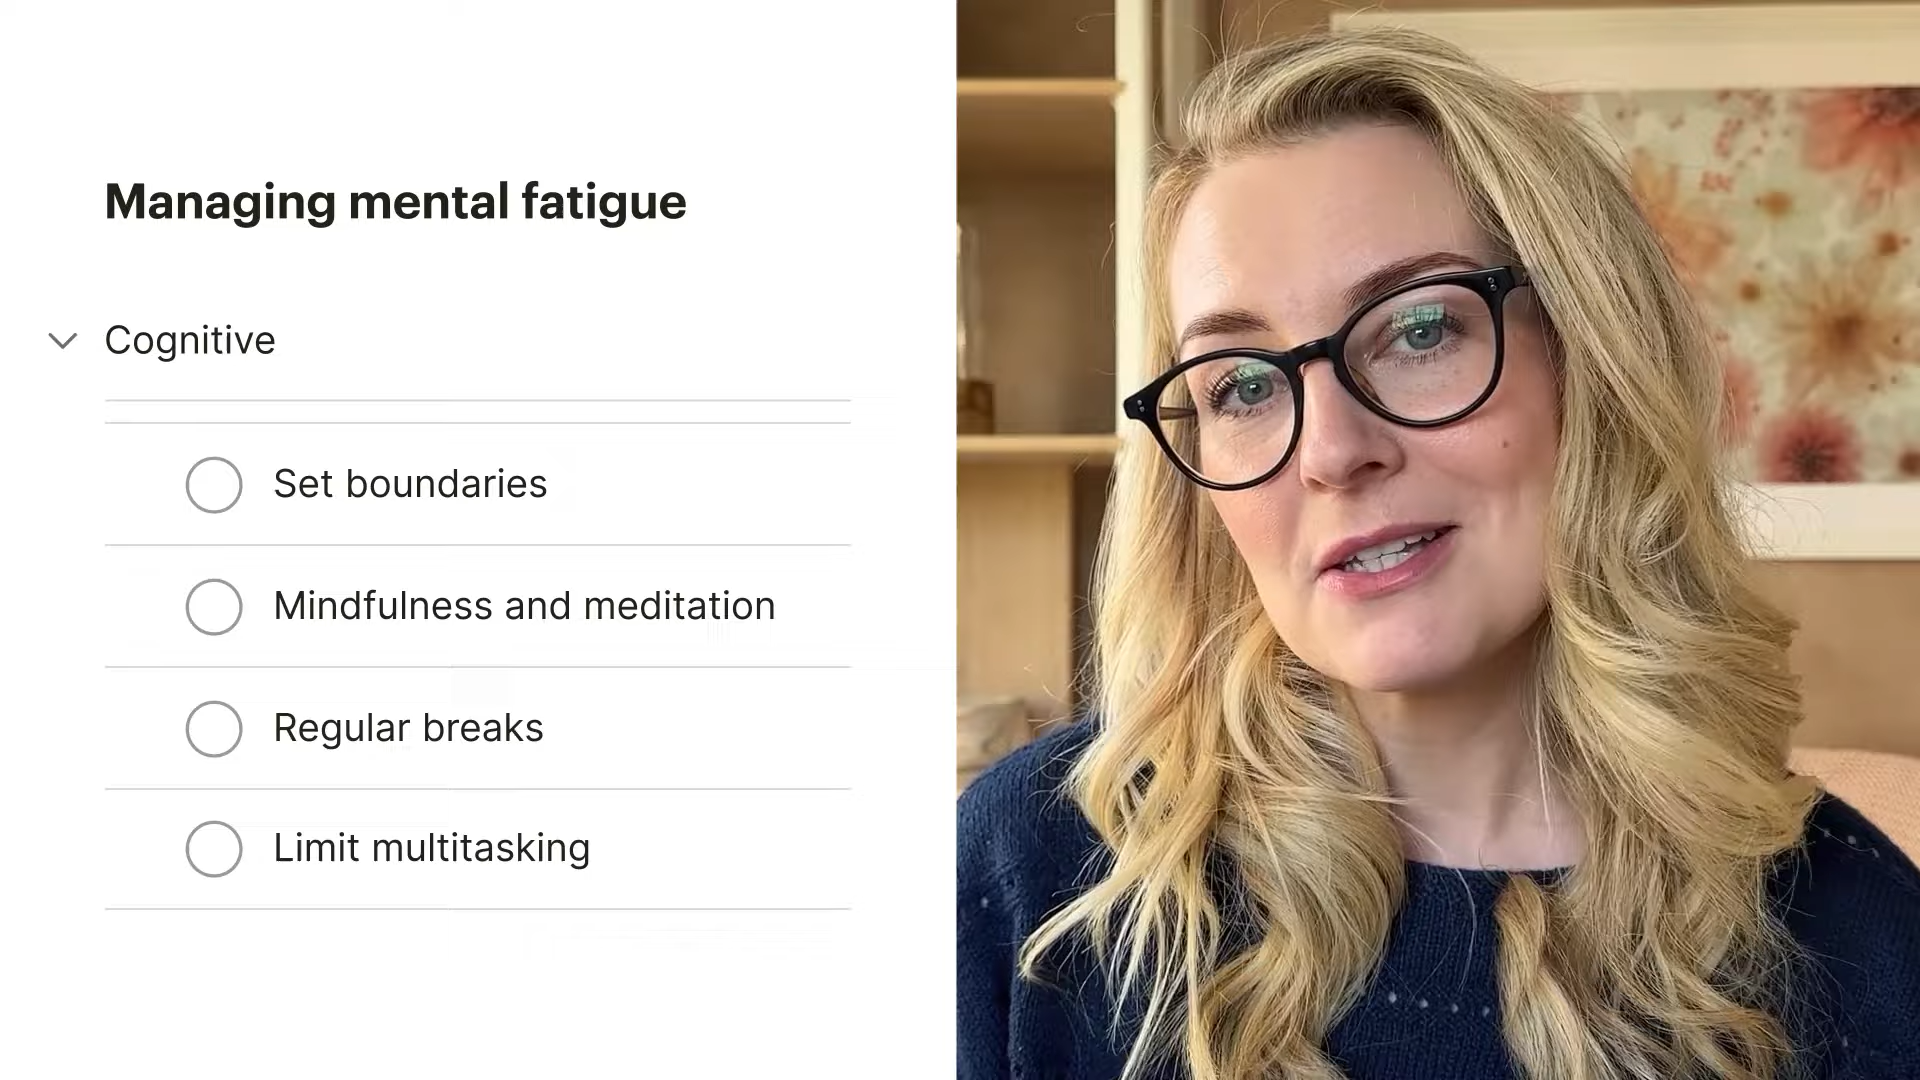 Managing mental fatigue
Cognitive
Set boundaries
Mindfulness and meditation
Regular breaks
Limit multitasking